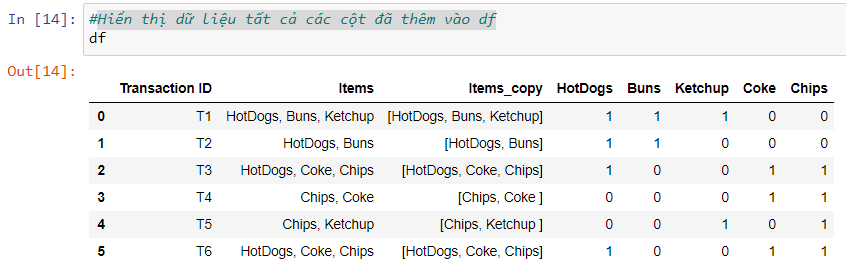 In [14]: #Hiển thị dữ liệu tất cả các cột đã thêm vào df
df
Out[14]:
Transaction ID Items Items_copy HotDogs Buns Ketchup Coke Chips
0 T1 HotDogs, Buns, Ketchup [HotDogs, Buns, Ketchup] 1 1 1 0 0
1 T2 HotDogs, Buns [HotDogs, Buns] 1 1 0 0 0
2 T3 HotDogs, Coke, Chips [HotDogs, Coke, Chips] 1 0 0 1 1
3 T4 Chips, Coke [Chips, Coke ] 0 0 0 1 1
4 T5 Chips, Ketchup [Chips, Ketchup ] 0 0 1 0 1
5 T6 HotDogs, Coke, Chips [HotDogs, Coke, Chips] 1 0 0 1 1